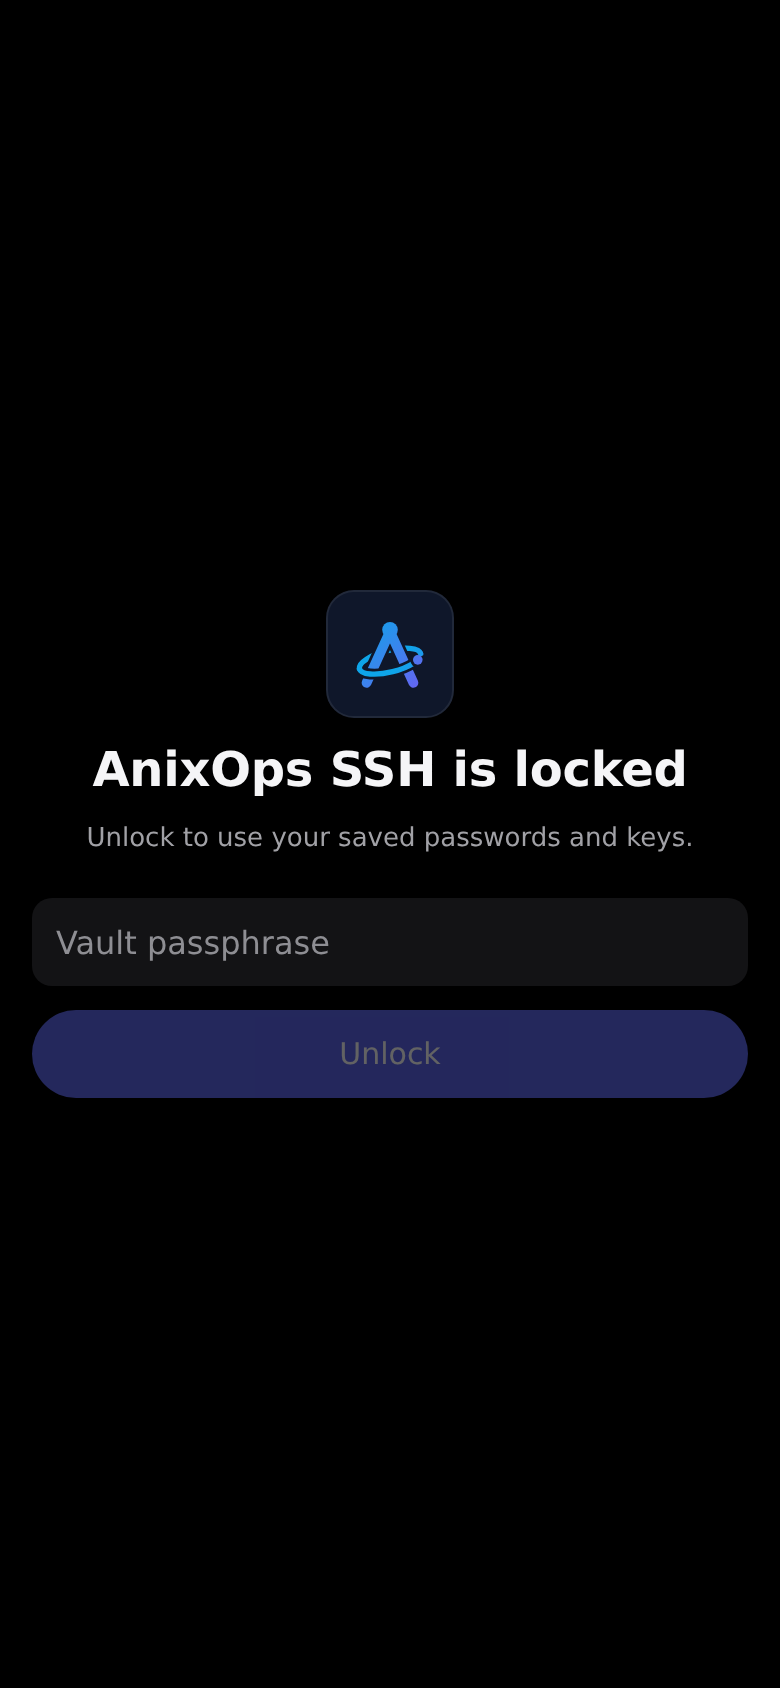 AnixOps SSH is locked
Unlock to use your saved passwords and keys.
Vault passphrase
Unlock